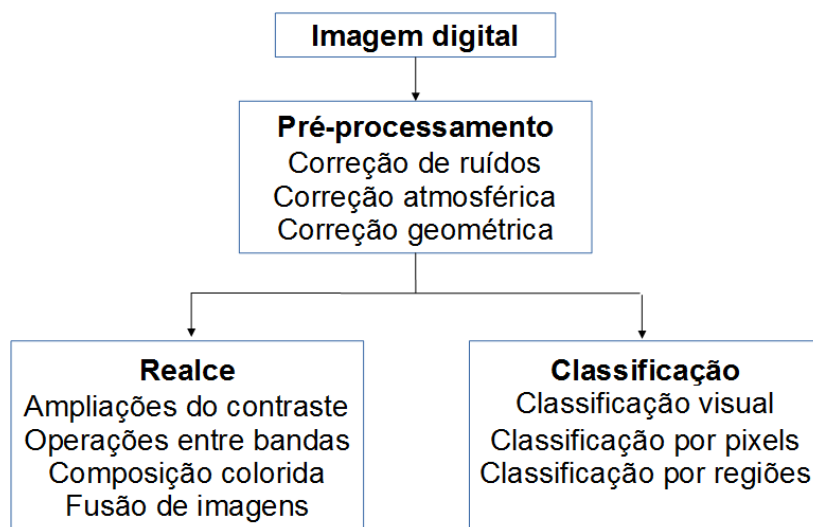 Imagem digital
Pré-processamento
Correção de ruídos
Correção atmosférica
Correção geométrica
Realce
Ampliações do contraste
Operações entre bandas
Composição colorida
Fusão de imagens
Classificação
Classificação visual
Classificação por pixels
Classificação por regiões